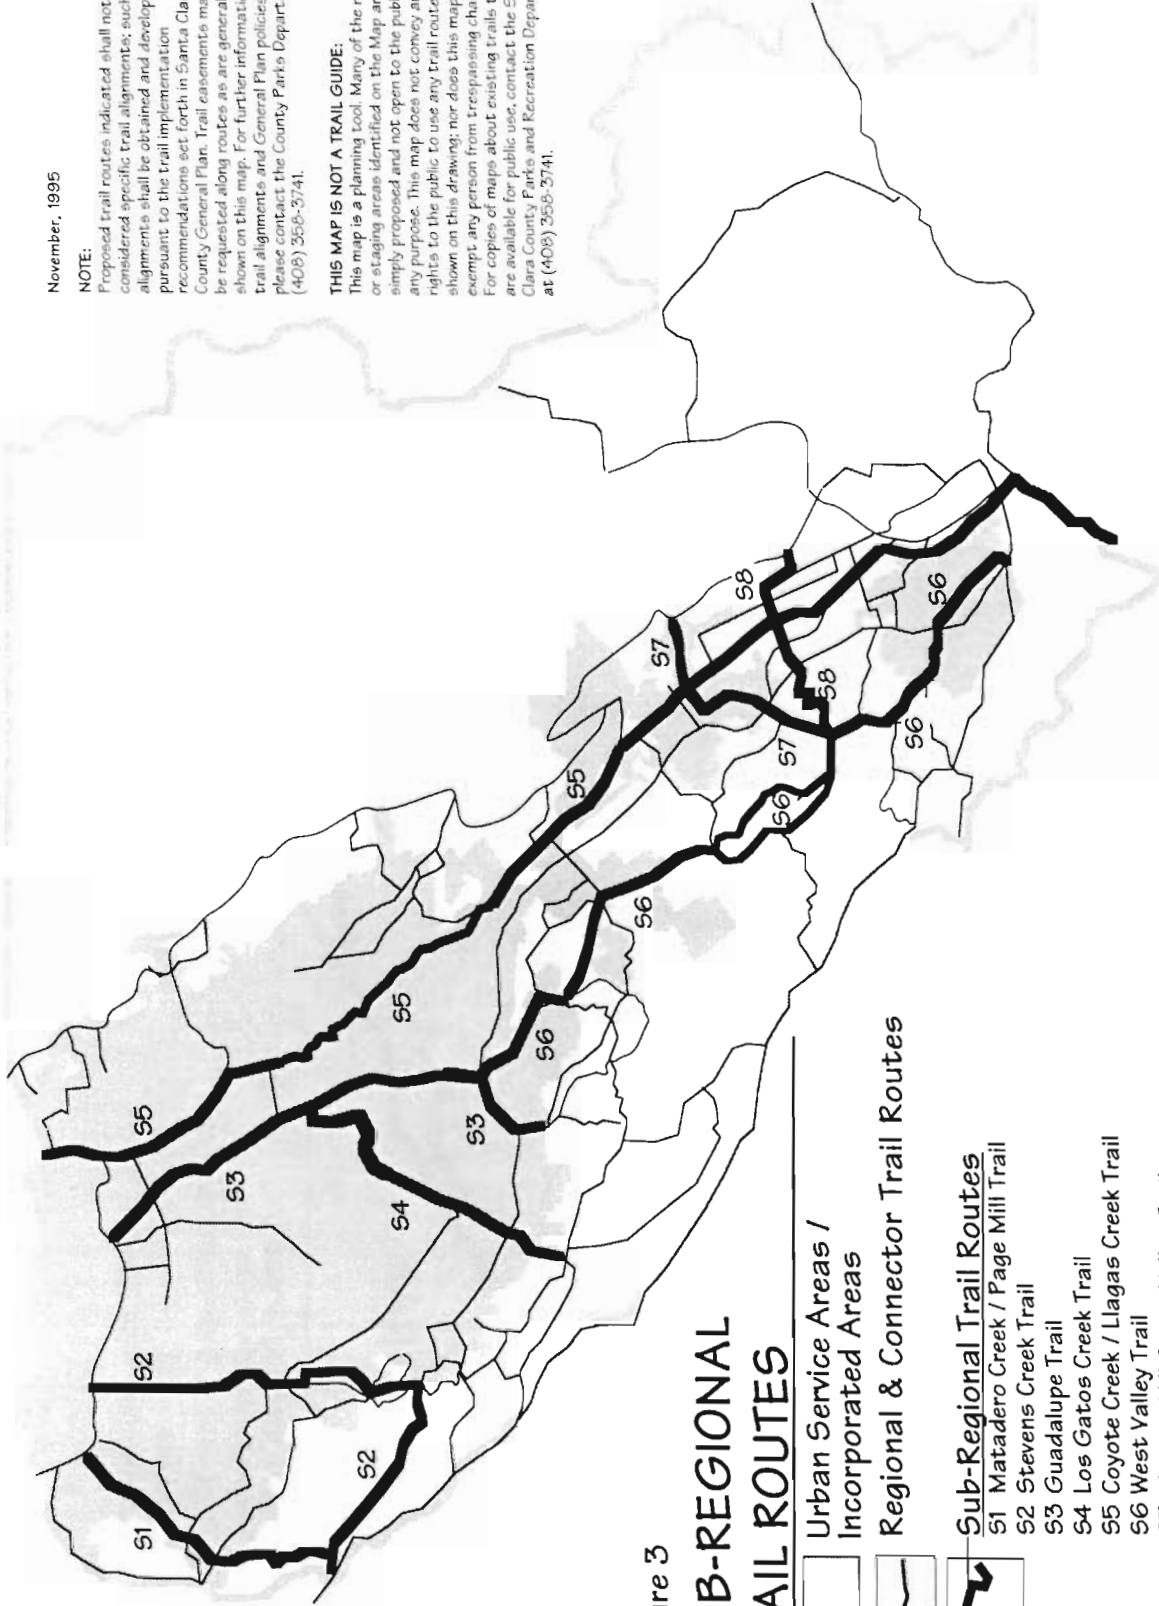 November, 1995
NOTE:
Proposed trail routes indicated shall not
considered specific trail alignments; such
alignments shall be obtained and develop
pursuant to the trail implementation
recommendations set forth in Santa Cla
County General Plan. Trail easements ma
be requested along routes as are general
shown on this map. For further informati
trail alignments and General Plan policies
please contact the County Parks Depart
(408) 358-3741.
THIS MAP IS NOT A TRAIL GUIDE:
This map is a planning tool. Many of the r
or staging areas identified on the Map ar
simply proposed and not open to the publ
any purpose. This map does not convey a
rights to the public to use any trail route
shown on this drawing; nor does this map
exempt any person from trespassing cha
For copies of maps about existing trails t
are available for public use, contact the S
Clara County Parks and Recreation Depar
at (408) 358-3741.
S5
S3
S2
S1
S2
S4
S3
S5
S6
S5
S6
S6
S7
S7
S8
S8
S6
S6
ure 3
B-REGIONAL
AIL ROUTES
Urban Service Areas /
Incorporated Areas
Regional & Connector Trail Routes
Sub-Regional Trail Routes
S1 Matadero Creek / Page Mill Trail
S2 Stevens Creek Trail
S3 Guadalupe Trail
S4 Los Gatos Creek Trail
S5 Coyote Creek / Llagas Creek Trail
S6 West Valley Trail